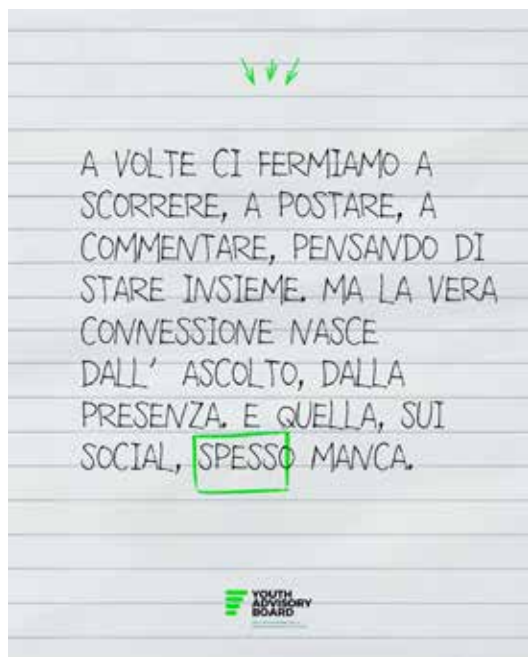 A VOLTE CI FERMIAMO A
SCORRERE, A POSTARE, A
COMMENTARE, PENSANDO DI
STARE INSIEME. MA LA VERA
CONNESSIONE NASCE
DALL' ASCOLTO, DALLA
PRESENZA. E QUELLA, SUI
SOCIAL, SPESSO MANCA.
YOUTH
ADVISORY
BOARD